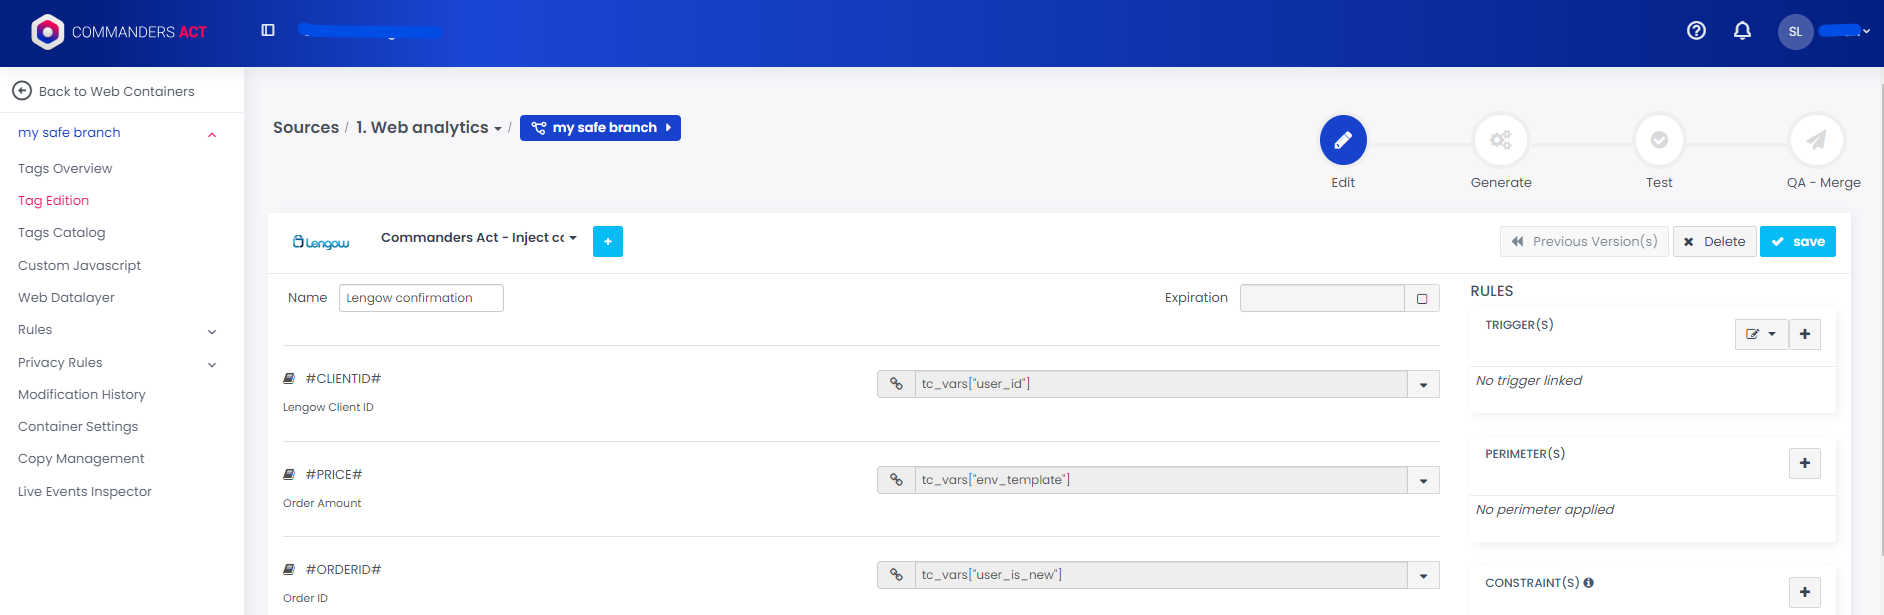 COMMANDERS ACT
SL
Back to Web Containers
my safe branch
Tags Overview
Tag Edition
Tags Catalog
Custom Javascript
Web Datalayer
Rules
Privacy Rules
Modification History
Container Settings
Copy Management
Live Events Inspector
Sources / 1. Web analytics / my safe branch
Edit
Generate
Test
QA - Merge
Lengow
Commanders Act - Inject cc
+
Previous Version(s)
Delete
save
Name
Lengow confirmation
Expiration
#CLIENTID#
tc_vars["user_id"]
Lengow Client ID
#PRICE#
tc_vars["env_template"]
Order Amount
#ORDERID#
tc_vars["user_is_new"]
Order ID
RULES
TRIGGER(S)
No trigger linked
PERIMETER(S)
No perimeter applied
CONSTRAINT(S)